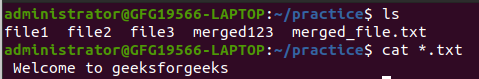 administrator@GFG19566-LAPTOP:~/practice$ ls
file1  file2  file3  merged123  merged_file.txt
administrator@GFG19566-LAPTOP:~/practice$ cat *.txt
 Welcome to geeksforgeeks